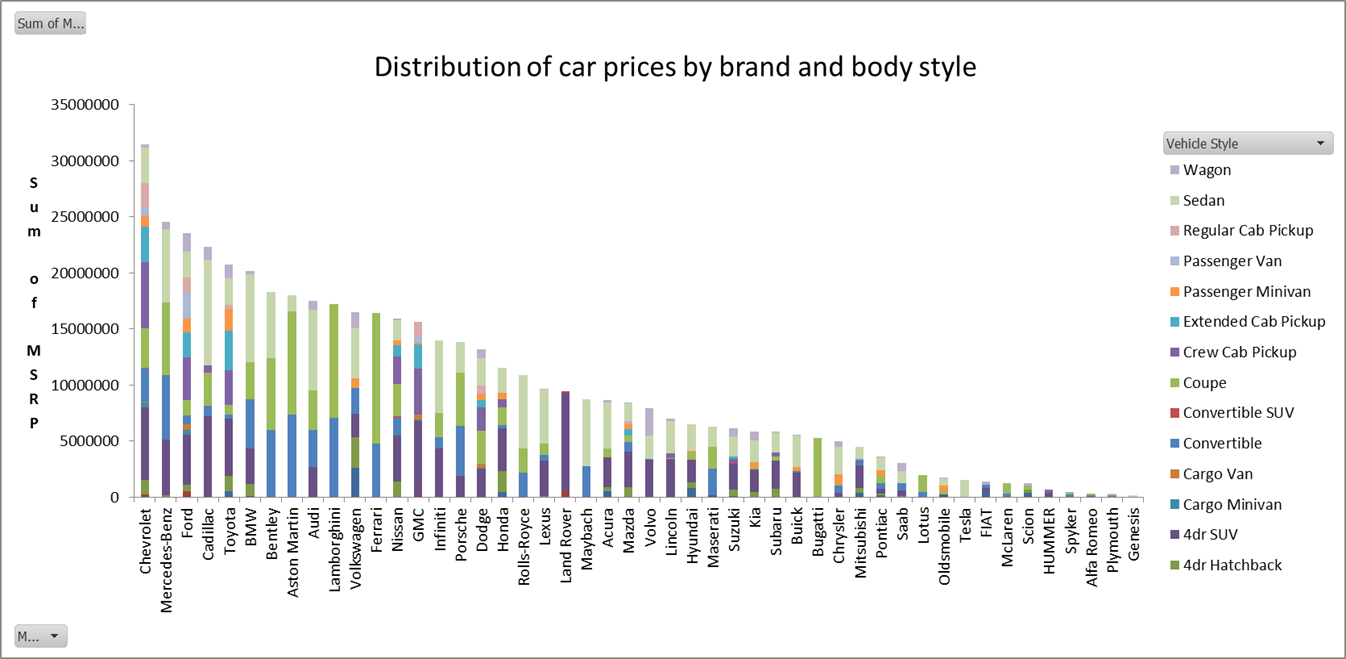 Sum of M...
Distribution of car prices by brand and body style
35000000
30000000
25000000
20000000
15000000
10000000
5000000
0
Sum of MSRP
Chevrolet
Mercedes-Benz
Ford
Cadillac
Toyota
BMW
Bentley
Aston Martin
Audi
Lamborghini
Volkswagen
Ferrari
Nissan
GMC
Infiniti
Porsche
Dodge
Honda
Rolls-Royce
Lexus
Land Rover
Maybach
Acura
Mazda
Volvo
Lincoln
Hyundai
Maserati
Suzuki
Kia
Subaru
Buick
Bugatti
Chrysler
Mitsubishi
Pontiac
Saab
Lotus
Oldsmobile
Tesla
FIAT
McLaren
Scion
HUMMER
Spyker
Alfa Romeo
Plymouth
Genesis
Vehicle Style
Wagon
Sedan
Regular Cab Pickup
Passenger Van
Passenger Minivan
Extended Cab Pickup
Crew Cab Pickup
Coupe
Convertible SUV
Convertible
Cargo Van
Cargo Minivan
4dr SUV
4dr Hatchback
M...